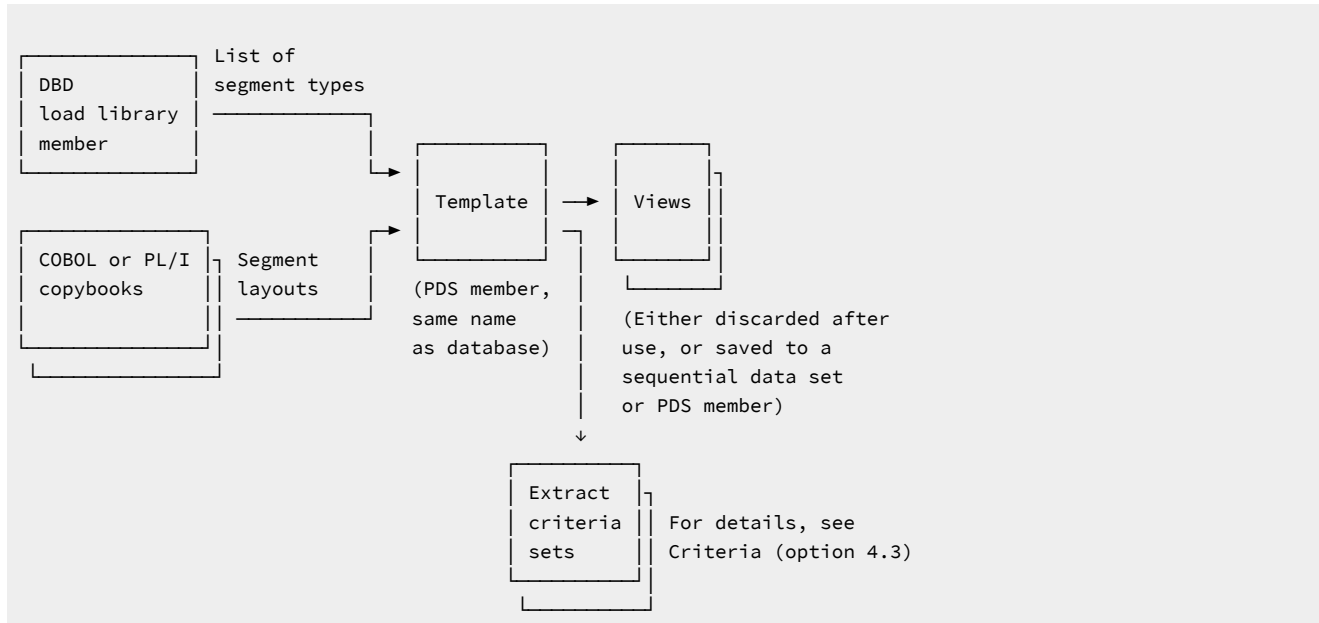 List of
segment types
DBD
load library
member
Template
Views
COBOL or PL/I
copybooks
Segment
layouts
(PDS member,
same name
as database)
(Either discarded after
use, or saved to a
sequential data set
or PDS member)
Extract
criteria
sets
For details, see
Criteria (option 4.3)